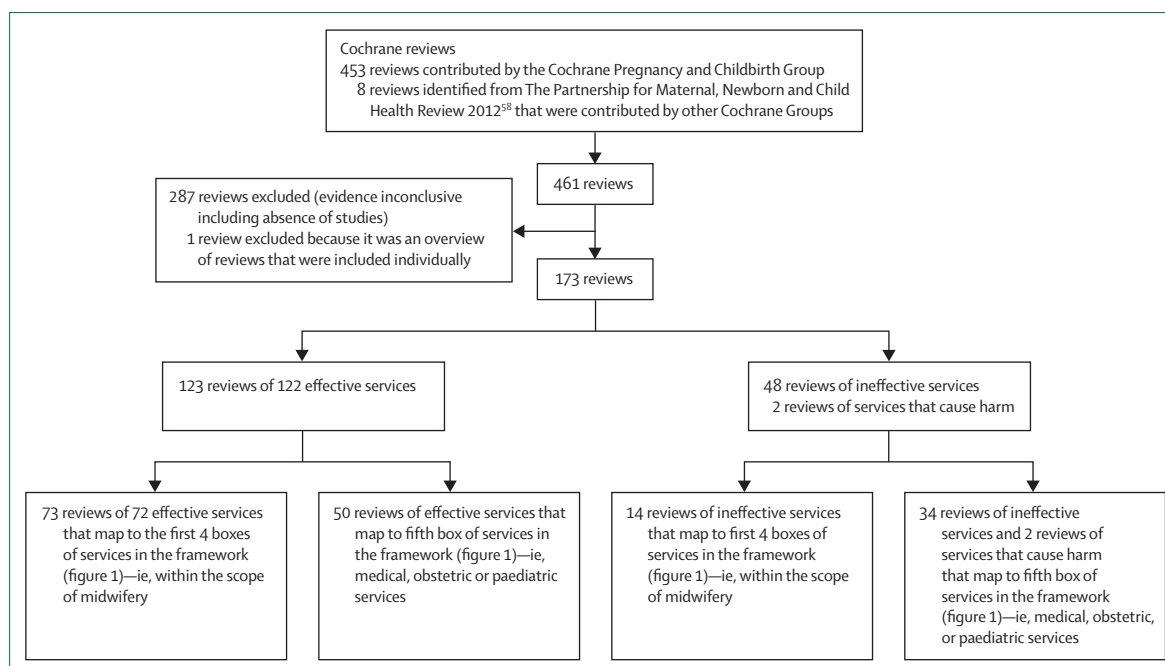 Cochrane reviews
453 reviews contributed by the Cochrane Pregnancy and Childbirth Group
8 reviews identified from The Partnership for Maternal, Newborn and Child
Health Review 2012⁵⁸ that were contributed by other Cochrane Groups
461 reviews
287 reviews excluded (evidence inconclusive
including absence of studies)
1 review excluded because it was an overview
of reviews that were included individually
173 reviews
123 reviews of 122 effective services
48 reviews of ineffective services
2 reviews of services that cause harm
73 reviews of 72 effective services
that map to the first 4 boxes
of services in the framework
(figure 1)—ie, within the scope
of midwifery
50 reviews of effective services that
map to fifth box of services in
the framework (figure 1)—ie,
medical, obstetric or paediatric
services
14 reviews of ineffective services
that map to first 4 boxes
of services in the framework
(figure 1)—ie, within the
scope of midwifery
34 reviews of ineffective
services and 2 reviews of
services that cause harm
that map to fifth box of
services in the framework
(figure 1)—ie, medical, obstetric,
or paediatric services